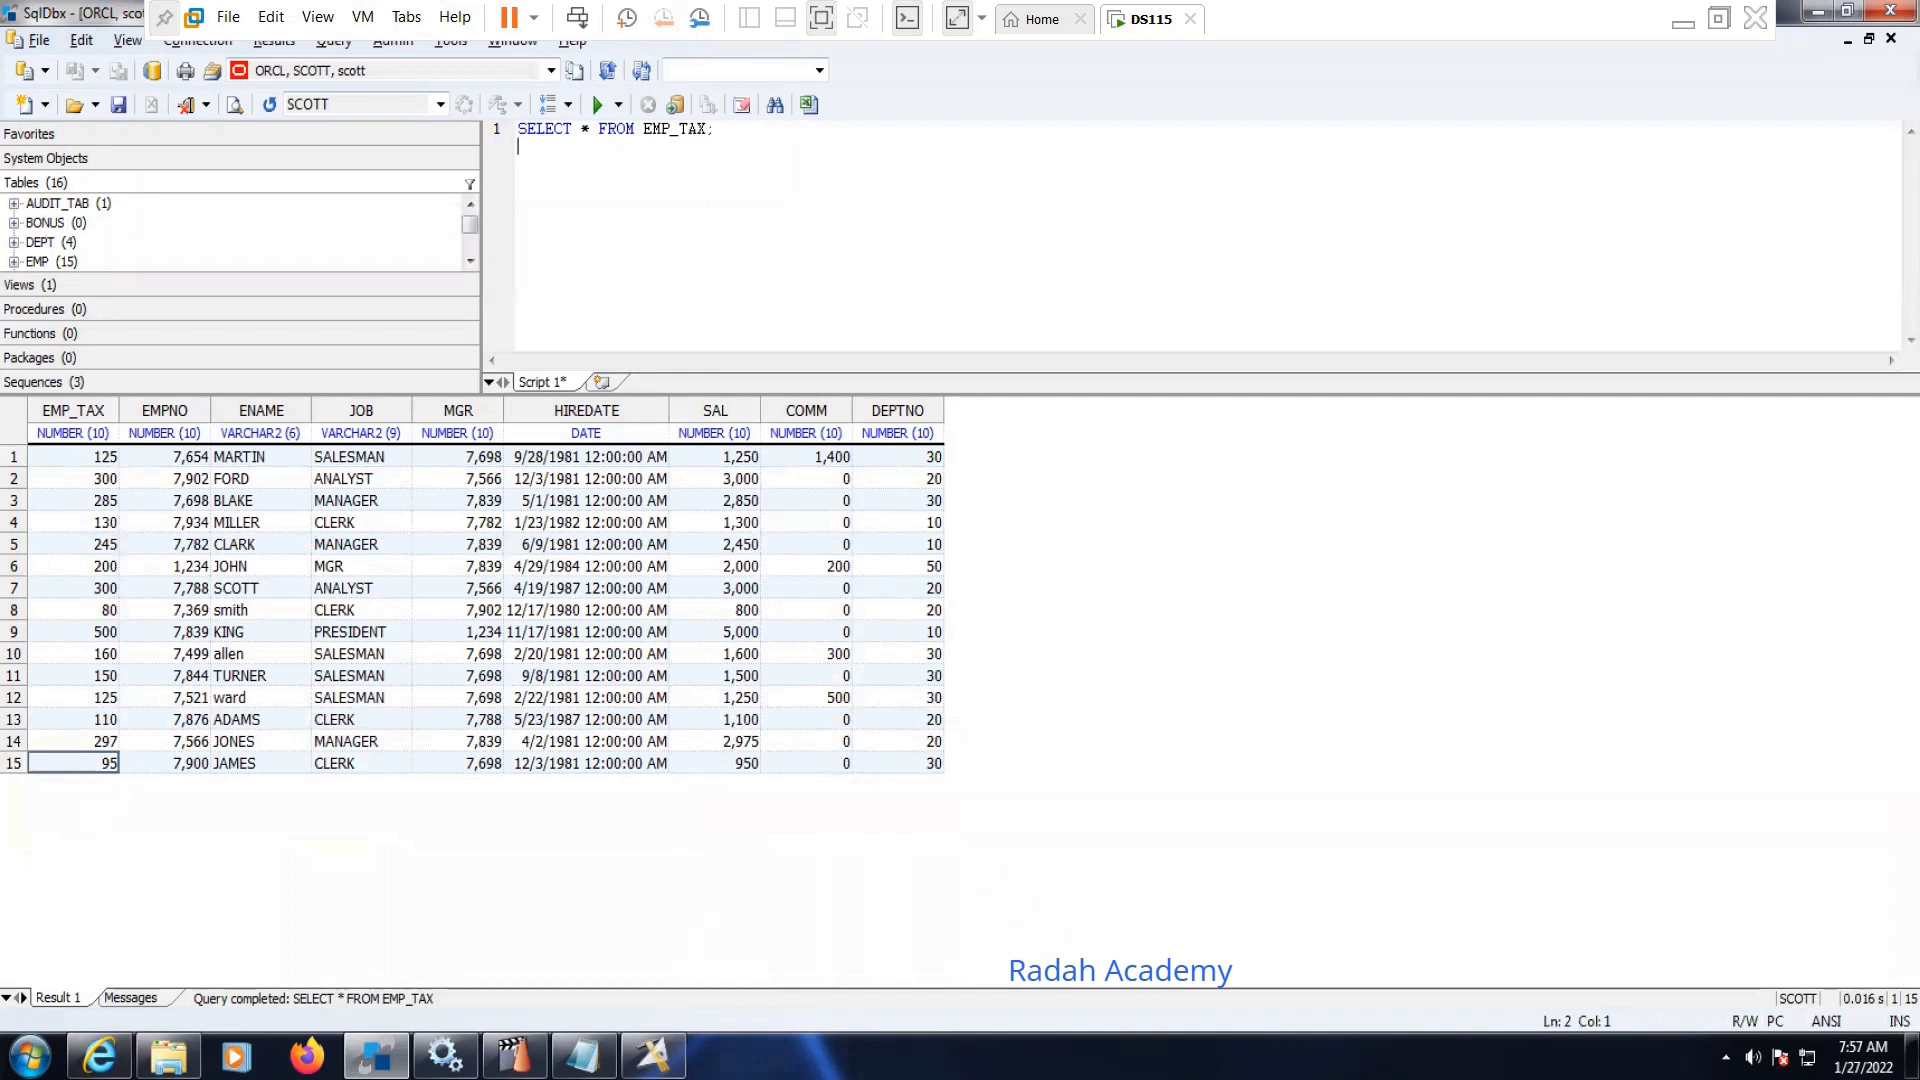 SqlDbx - [ORCL, scot
File Edit View VM Tabs Help
Home
DS115
File Edit View Connection Results Query Admin Tools Window Help
ORCL, SCOTT, scott
SCOTT
Favorites
System Objects
Tables (16)
AUDIT_TAB (1)
BONUS (0)
DEPT (4)
EMP (15)
Views (1)
Procedures (0)
Functions (0)
Packages (0)
Sequences (3)
1 SELECT * FROM EMP_TAX;
Script 1*
EMP_TAX EMPNO ENAME JOB MGR HIREDATE SAL COMM DEPTNO
NUMBER (10) NUMBER (10) VARCHAR2 (6) VARCHAR2 (9) NUMBER (10) DATE NUMBER (10) NUMBER (10) NUMBER (10)
1 125 7,654 MARTIN SALESMAN 7,698 9/28/1981 12:00:00 AM 1,250 1,400 30
2 300 7,902 FORD ANALYST 7,566 12/3/1981 12:00:00 AM 3,000 0 20
3 285 7,698 BLAKE MANAGER 7,839 5/1/1981 12:00:00 AM 2,850 0 30
4 130 7,934 MILLER CLERK 7,782 1/23/1982 12:00:00 AM 1,300 0 10
5 245 7,782 CLARK MANAGER 7,839 6/9/1981 12:00:00 AM 2,450 0 10
6 200 1,234 JOHN MGR 7,839 4/29/1984 12:00:00 AM 2,000 200 50
7 300 7,788 SCOTT ANALYST 7,566 4/19/1987 12:00:00 AM 3,000 0 20
8 80 7,369 smith CLERK 7,902 12/17/1980 12:00:00 AM 800 0 20
9 500 7,839 KING PRESIDENT 1,234 11/17/1981 12:00:00 AM 5,000 0 10
10 160 7,499 allen SALESMAN 7,698 2/20/1981 12:00:00 AM 1,600 300 30
11 150 7,844 TURNER SALESMAN 7,698 9/8/1981 12:00:00 AM 1,500 0 30
12 125 7,521 ward SALESMAN 7,698 2/22/1981 12:00:00 AM 1,250 500 30
13 110 7,876 ADAMS CLERK 7,788 5/23/1987 12:00:00 AM 1,100 0 20
14 297 7,566 JONES MANAGER 7,839 4/2/1981 12:00:00 AM 2,975 0 20
15 95 7,900 JAMES CLERK 7,698 12/3/1981 12:00:00 AM 950 0 30
Radah Academy
Result 1 Messages Query completed: SELECT * FROM EMP_TAX SCOTT 0.016 s 1 15
Ln: 2 Col: 1 R/W PC ANSI INS
7:57 AM
1/27/2022